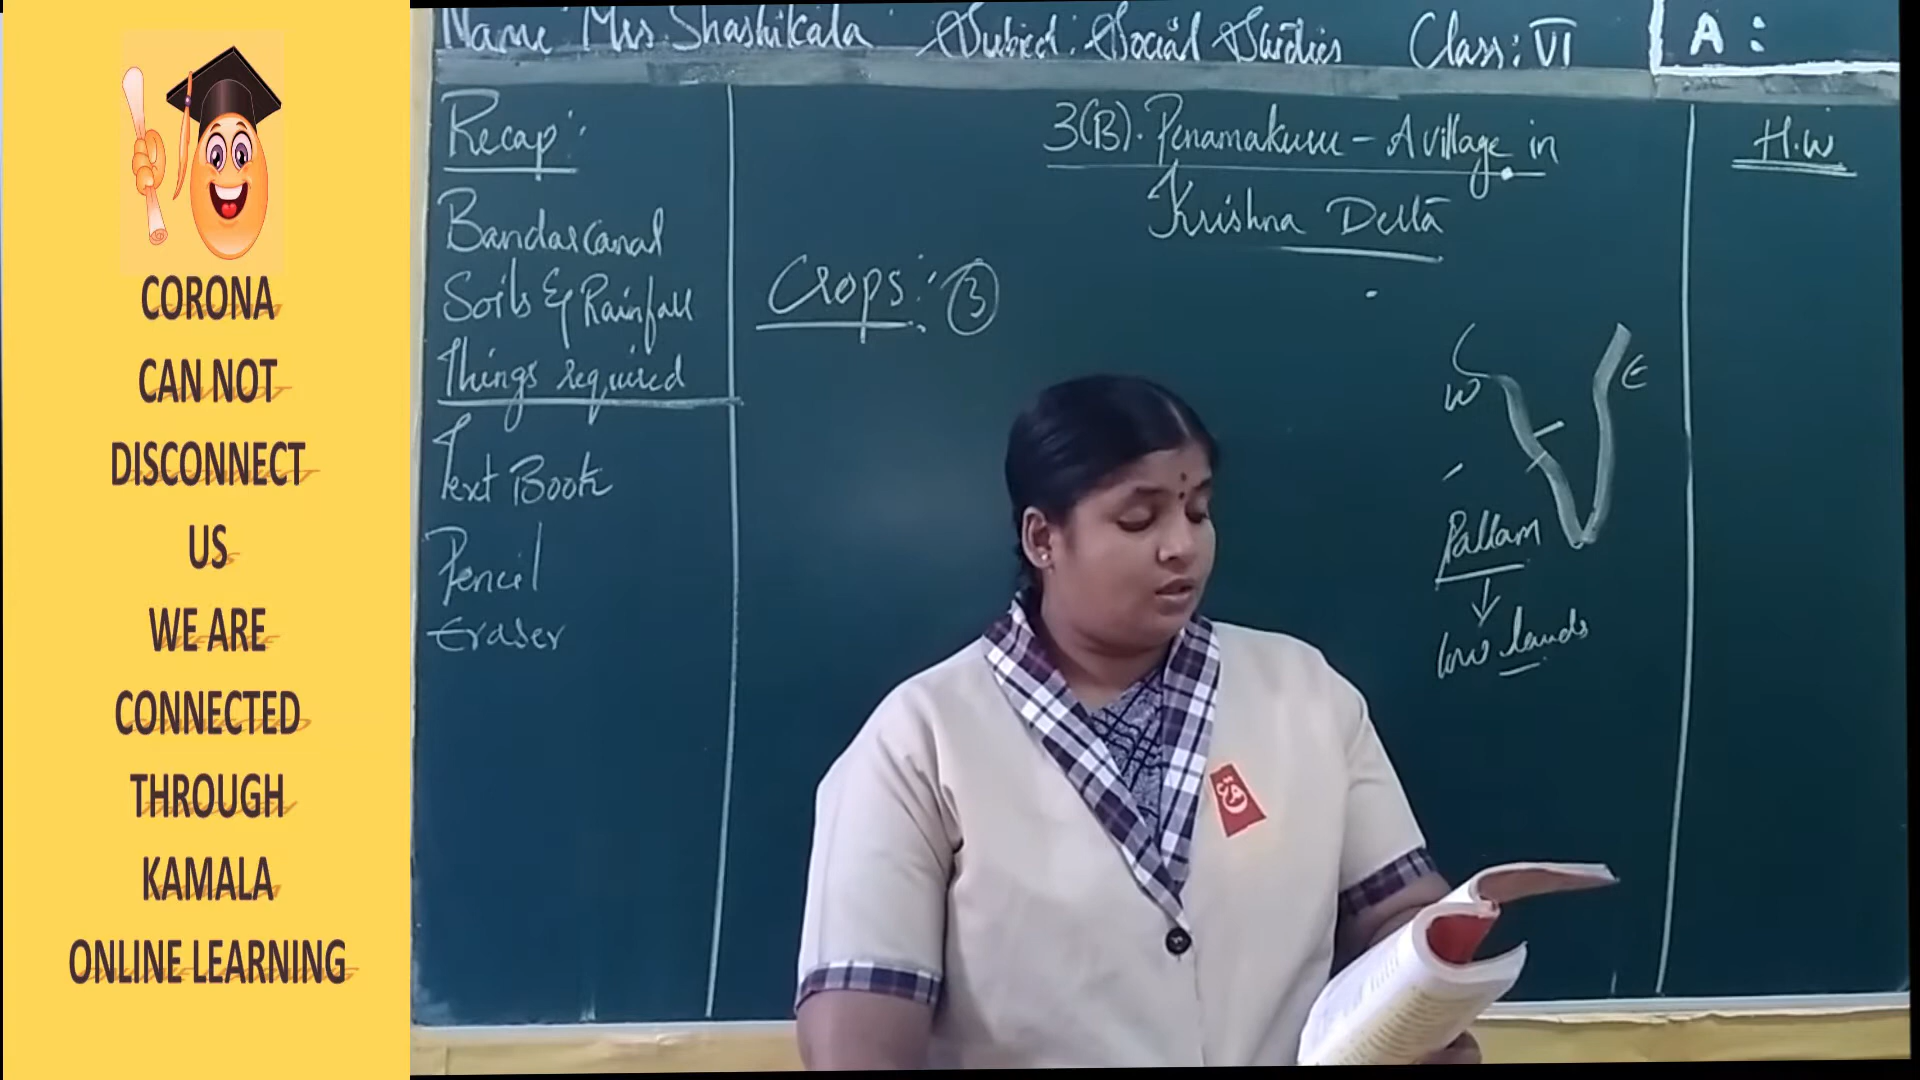 CORONA
CAN NOT
DISCONNECT
US
WE ARE
CONNECTED
THROUGH
KAMALA
ONLINE LEARNING
Name Mrs. Shashikala Subject: Social Studies Class: VI A :
Recap:
Bandar canal
Soils & Rainfall
Things required
Text Book
Pencil
Eraser
3(B). Penamakuru - A village in
Krishna Delta
Crops: 3
W
E
Pallam
low lands
H.W